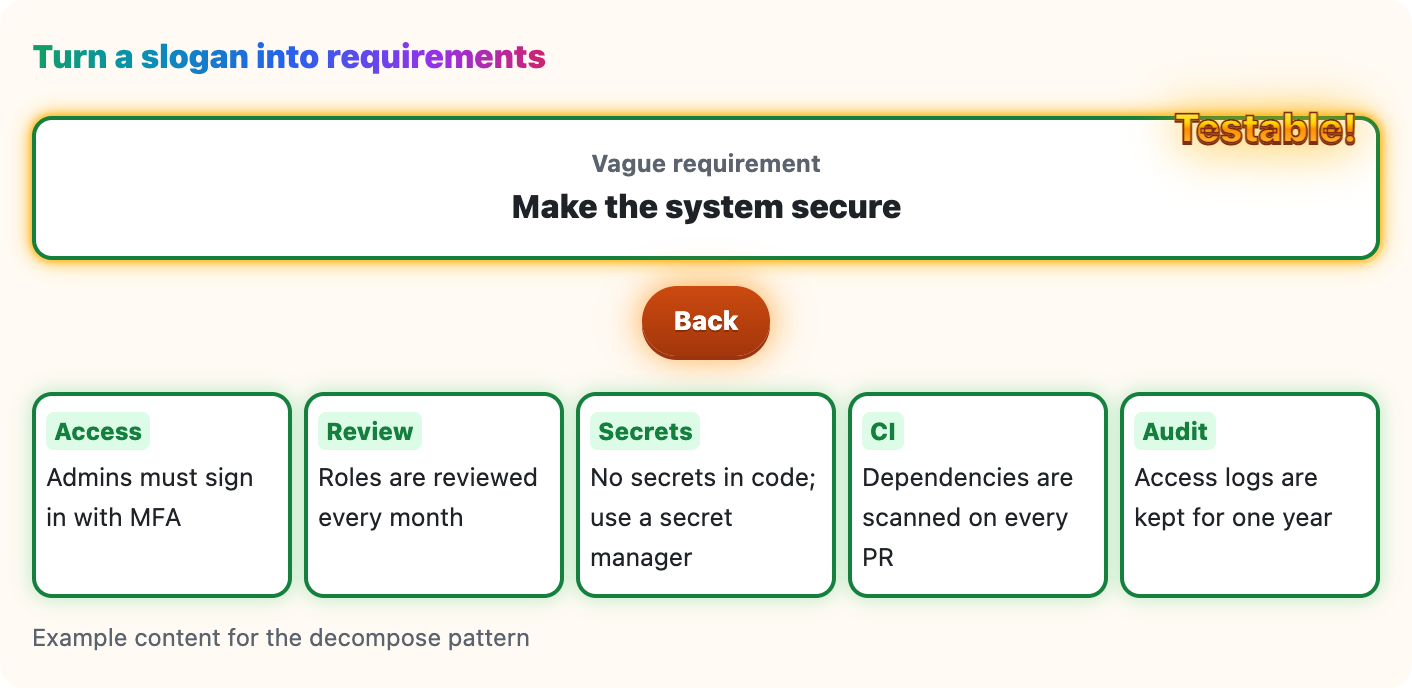 Turn a slogan into requirements
Testable!
Vague requirement
Make the system secure
Back
Access
Admins must sign
in with MFA
Review
Roles are reviewed
every month
Secrets
No secrets in code;
use a secret
manager
CI
Dependencies are
scanned on every
PR
Audit
Access logs are
kept for one year
Example content for the decompose pattern